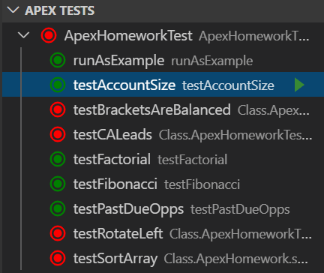 APEX TESTS
ApexHomeworkTest ApexHomeworkT...
runAsExample runAsExample
testAccountSize testAccountSize
testBracketsAreBalanced Class.Apex...
testCALeads Class.ApexHomeworkTes...
testFactorial testFactorial
testFibonacci testFibonacci
testPastDueOpps testPastDueOpps
testRotateLeft Class.ApexHomeworkT...
testSortArray Class.ApexHomework.s...